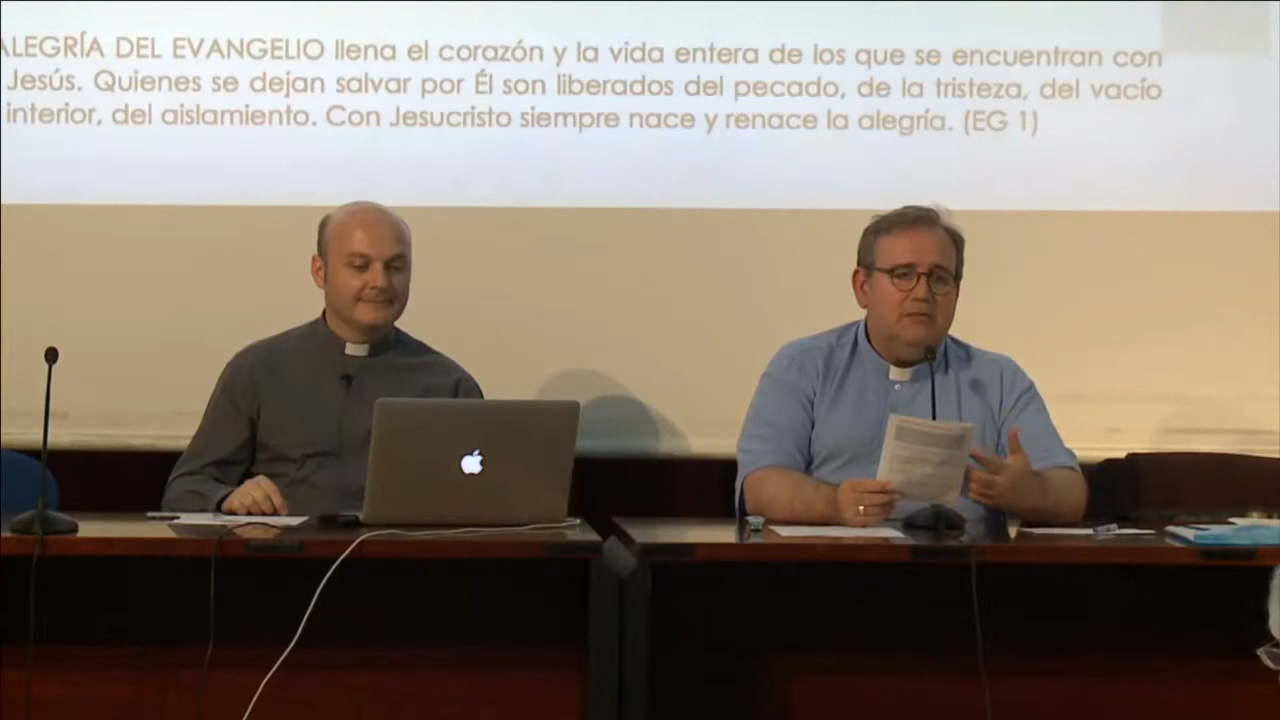 ALEGRÍA DEL EVANGELIO llena el corazón y la vida entera de los que se encuentran con
Jesús. Quienes se dejan salvar por Él son liberados del pecado, de la tristeza, del vacío
interior, del aislamiento. Con Jesucristo siempre nace y renace la alegría. (EG 1)